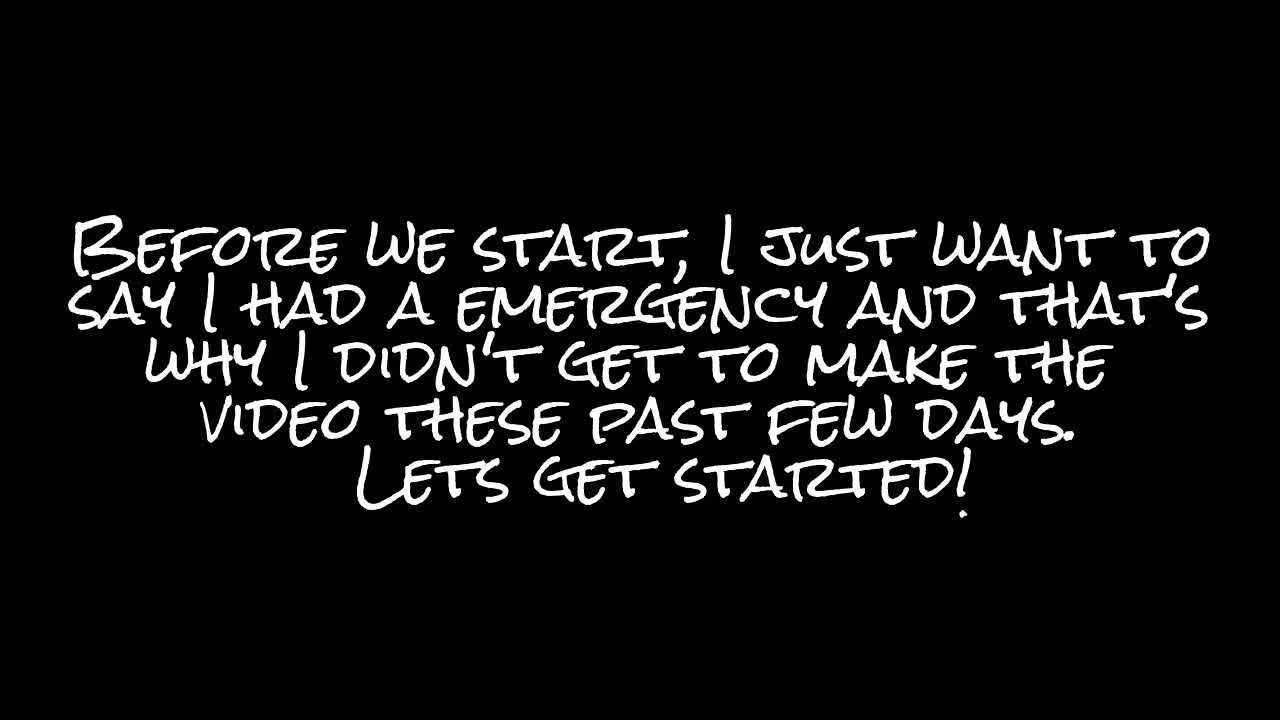 Before we start, I just want to
say I had a emergency and that's
why I didn't get to make the
video these past few days.
Lets get started!